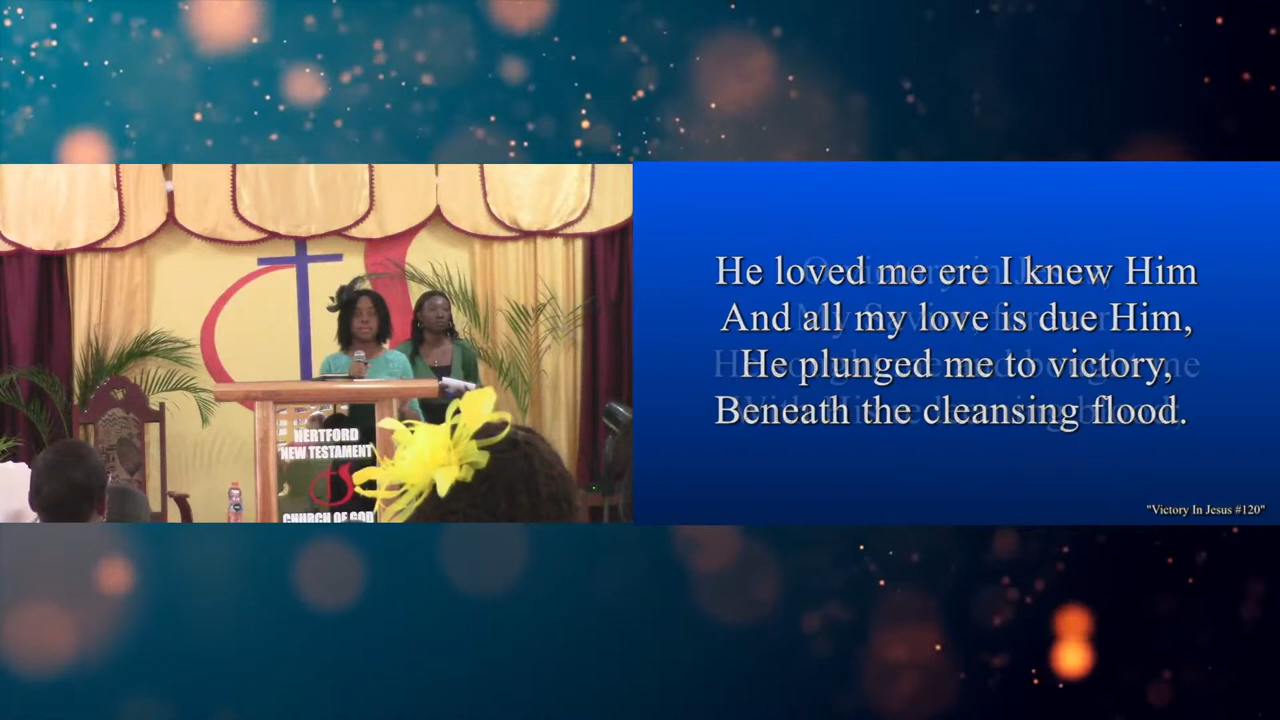 HERTFORD
NEW TESTAMENT
CHURCH OF GOD
He loved me ere I knew Him
And all my love is due Him,
He plunged me to victory,
Beneath the cleansing flood.
"Victory In Jesus #120"